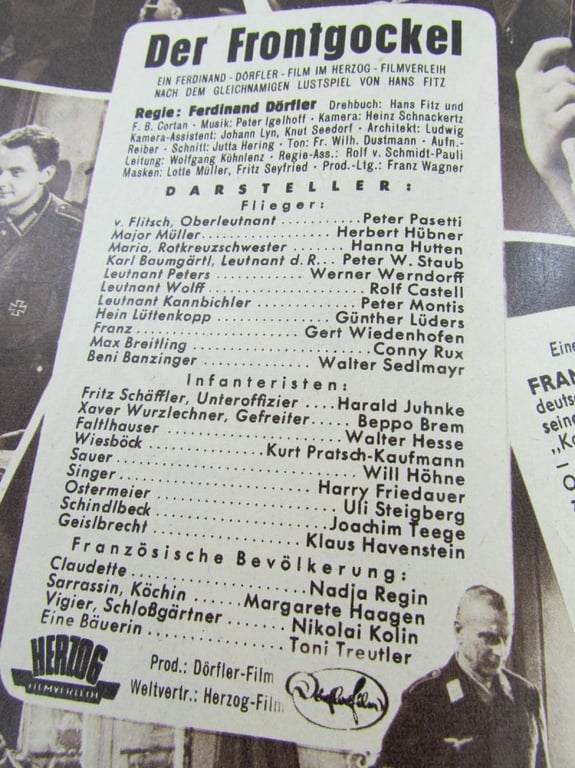 Der Frontgockel
EIN FERDINAND-DÖRFLER-FILM IM HERZOG-FILMVERLEIH
NACH DEM GLEICHNAMIGEN LUSTSPIEL VON HANS FITZ
Regie: Ferdinand Dörfler Drehbuch: Hans Fitz und
F. B. Cortan • Musik: Peter Igelhoff • Kamera: Heinz Schnackertz
Kamera-Assistent: Johann Lyn, Knut Seedorf • Architekt: Ludwig
Reiber • Schnitt: Jutta Hering • Ton: Fr. Wilh. Dustmann • Aufn.-
Leitung: Wolfgang Kühnlenz • Regie-Ass.: Rolf v. Schmidt-Pauli
Masken: Lotte Müller, Fritz Seyfried • Prod.-Ltg.: Franz Wagner
DARSTELLER:
Flieger:
v. Flitsch, Oberleutnant ........... Peter Pasetti
Major Müller ..................... Herbert Hübner
Maria, Rotkreuzschwester ......... Hanna Hutten
Karl Baumgärtl, Leutnant d. R... Peter W. Staub
Leutnant Peters ............. Werner Werndorff
Leutnant Wolff ........................ Rolf Castell
Leutnant Kannbichler .............. Peter Montis
Hein Lüttenkopp ................ Günther Lüders
Franz ........................ Gert Wiedenhofen
Max Breitling ........................ Conny Rux
Beni Banzinger ................ Walter Sedlmayr
Infanteristen:
Fritz Schäffler, Unteroffizier .... Harald Juhnke
Xaver Wurzlechner, Gefreiter ..... Beppo Brem
Faltlhauser ....................... Walter Hesse
Wiesböck ............... Kurt Pratsch-Kaufmann
Sauer ............................... Will Höhne
Singer ......................... Harry Friedauer
Ostermeier ......................... Uli Steigberg
Schindlbeck ...................... Joachim Teege
Geislbrecht .................... Klaus Havenstein
Französische Bevölkerung:
Claudette ........................ Nadja Regin
Sarrassin, Köchin ...... Margarete Haagen
Vigier, Schloßgärtner ....... Nikolai Kolin
Eine Bäuerin .................. Toni Treutler
HERZOG
FILMVERLEIH
Prod.: Dörfler-Film
Weltvertr.: Herzog-Film
Dörflerfilm
Eine
FRAN
deutsc
seine
„Ko
–
O